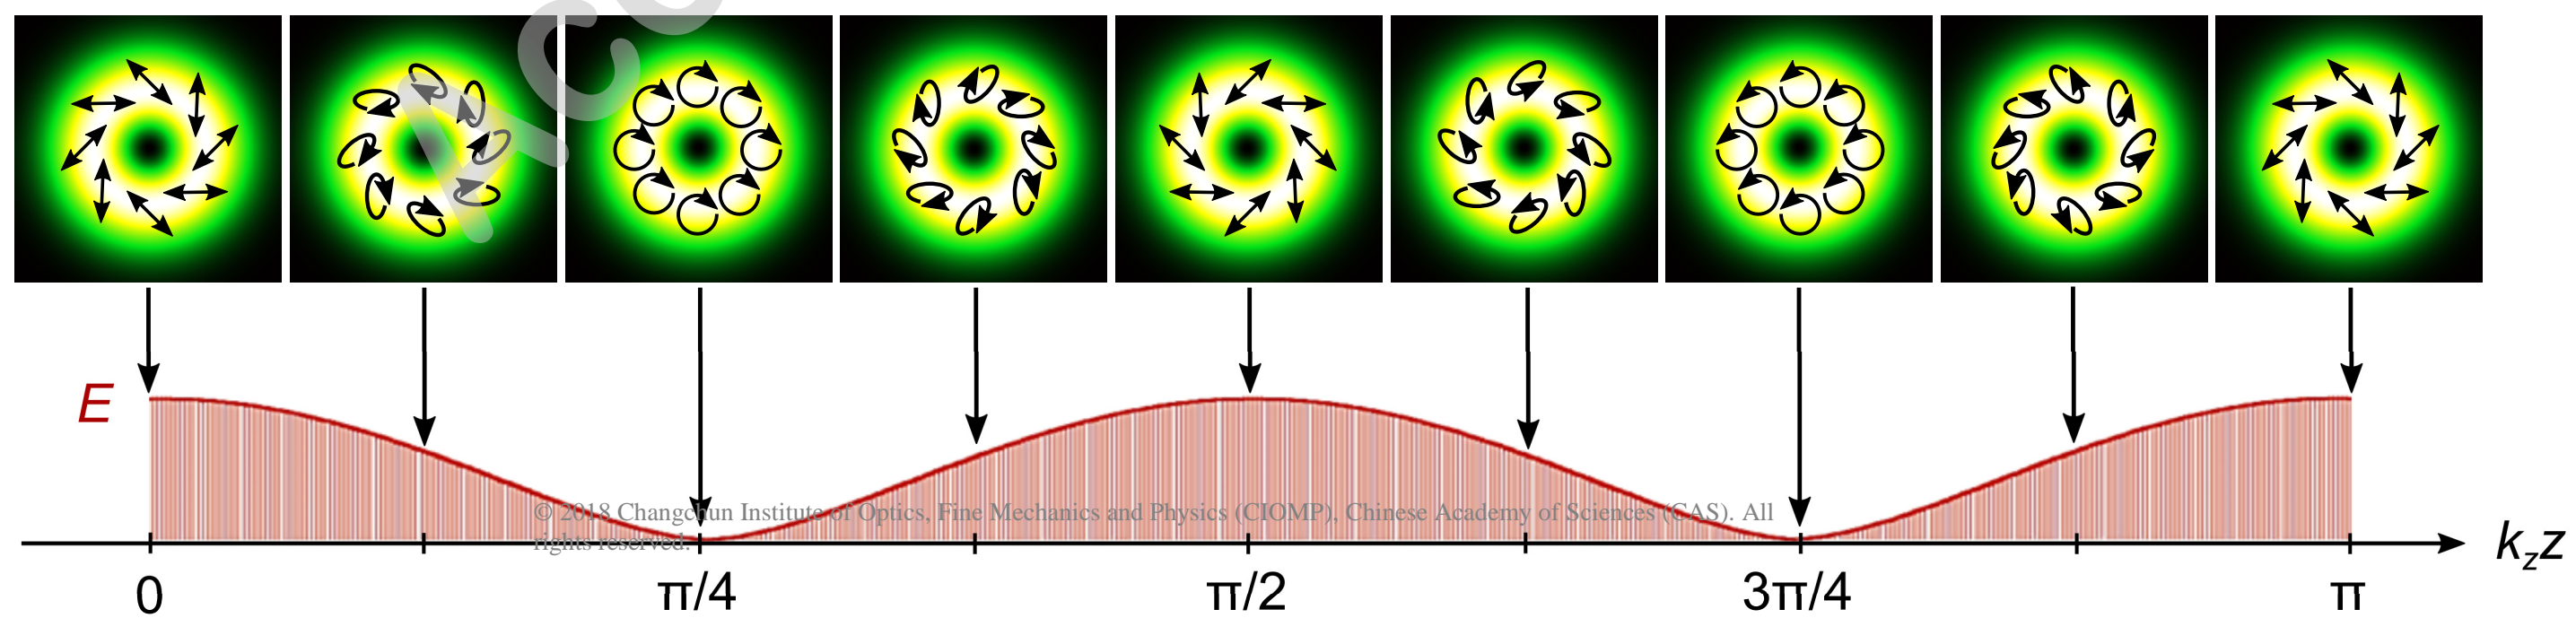 E
© 2018 Changchun Institute of Optics, Fine Mechanics and Physics (CIOMP), Chinese Academy of Sciences (CAS). All
rights reserved.
k_z z
0 π/4 π/2 3π/4 π